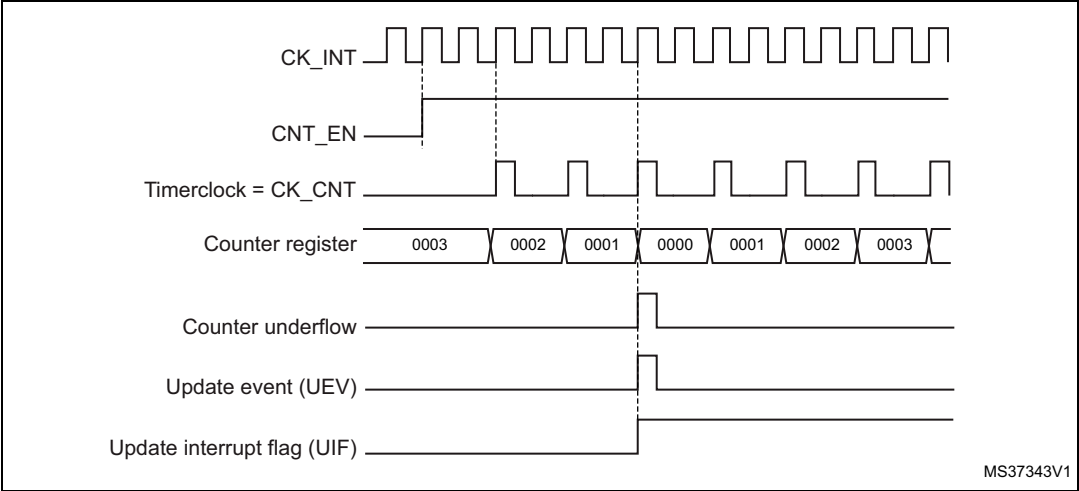 CK_INT
CNT_EN
Timerclock = CK_CNT
Counter register 0003 0002 0001 0000 0001 0002 0003
Counter underflow
Update event (UEV)
Update interrupt flag (UIF)
MS37343V1